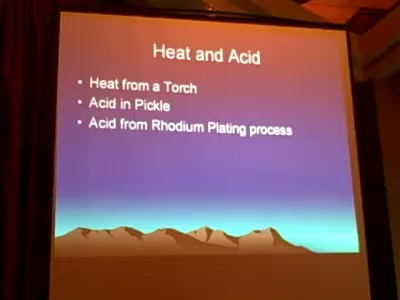 Heat and Acid
• Heat from a Torch
• Acid in Pickle
• Acid from Rhodium Plating process